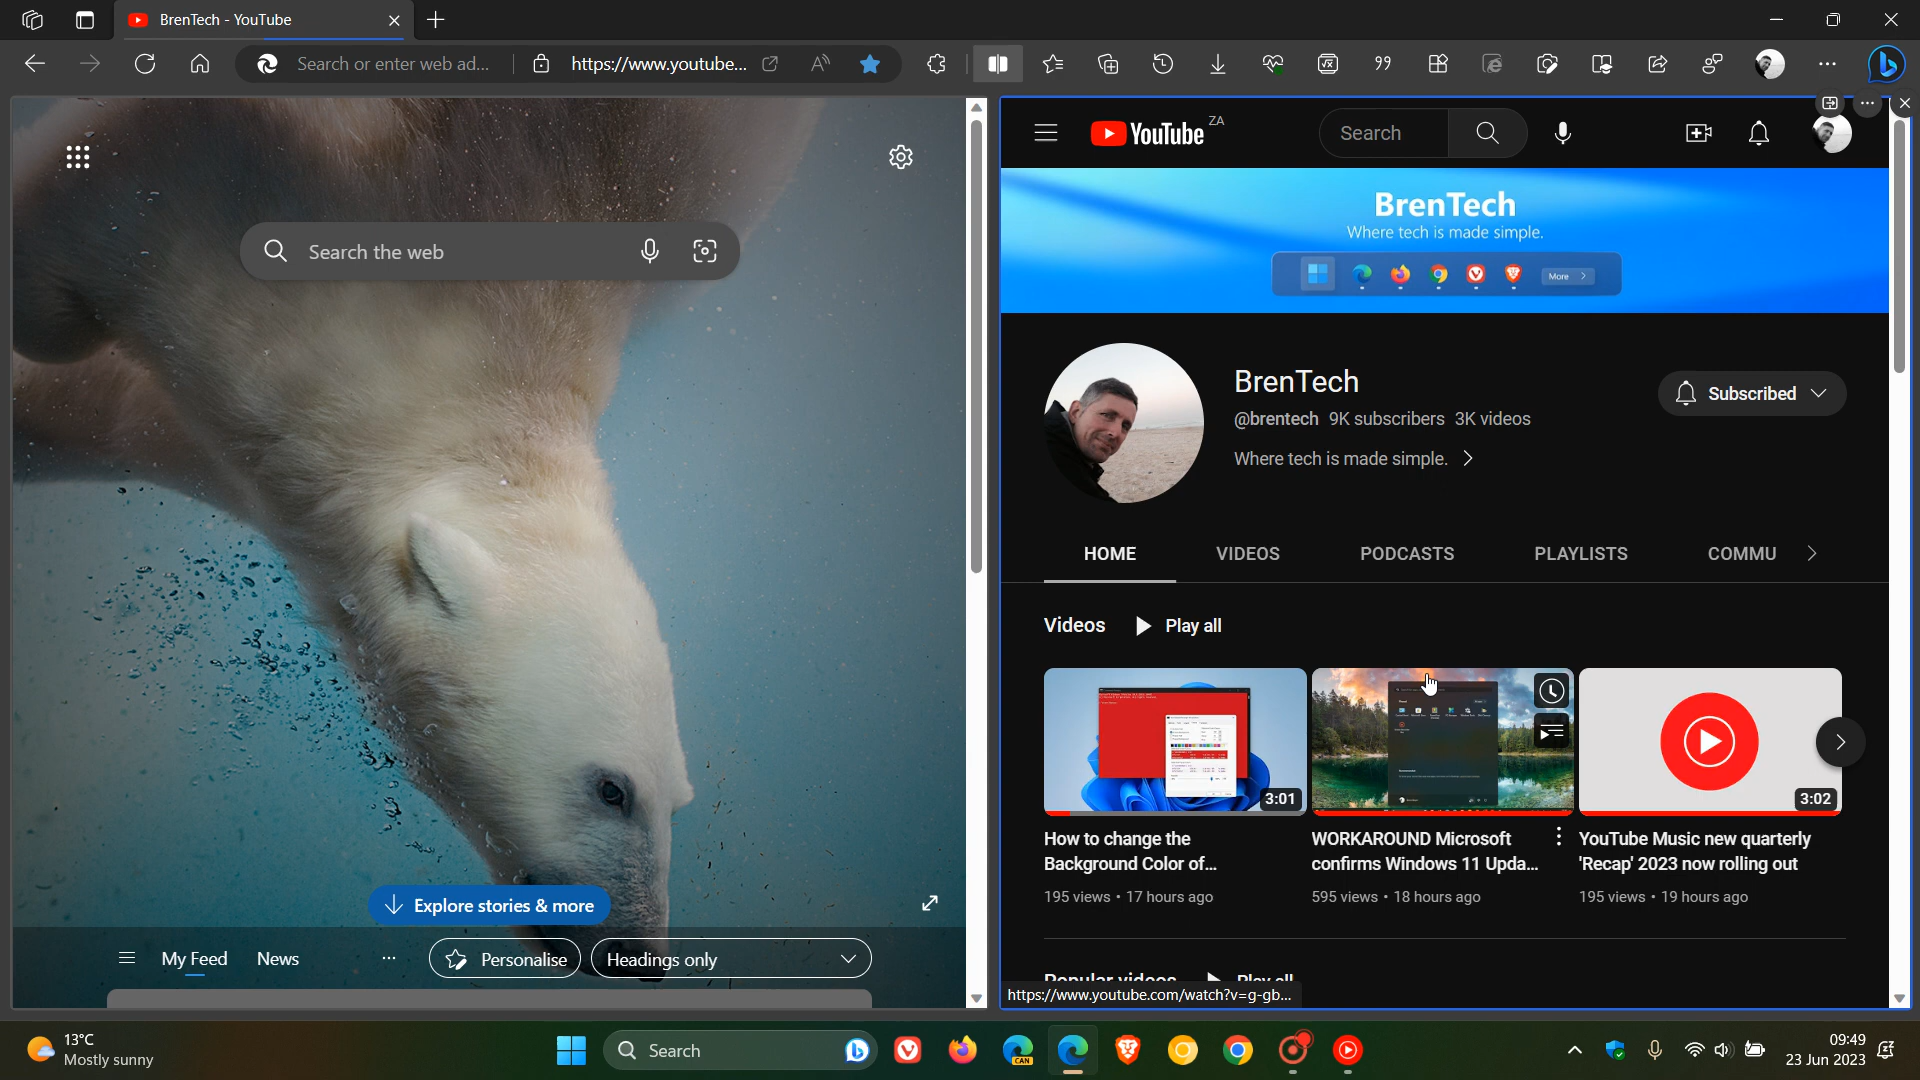 BrenTech - YouTube
Search or enter web ad...
https://www.youtube...
Search the web
Explore stories & more
My Feed
News
Personalise
Headings only
YouTube ZA
Search
BrenTech
Where tech is made simple.
More
BrenTech
@brentech 9K subscribers 3K videos
Where tech is made simple.
Subscribed
HOME
VIDEOS
PODCASTS
PLAYLISTS
COMMU
Videos
Play all
3:01
3:02
How to change the
Background Color of...
195 views • 17 hours ago
WORKAROUND Microsoft
confirms Windows 11 Upda...
595 views • 18 hours ago
YouTube Music new quarterly
'Recap' 2023 now rolling out
195 views • 19 hours ago
Popular videos
Play all
https://www.youtube.com/watch?v=g-gb...
13°C
Mostly sunny
Search
CAN
09:49
23 Jun 2023